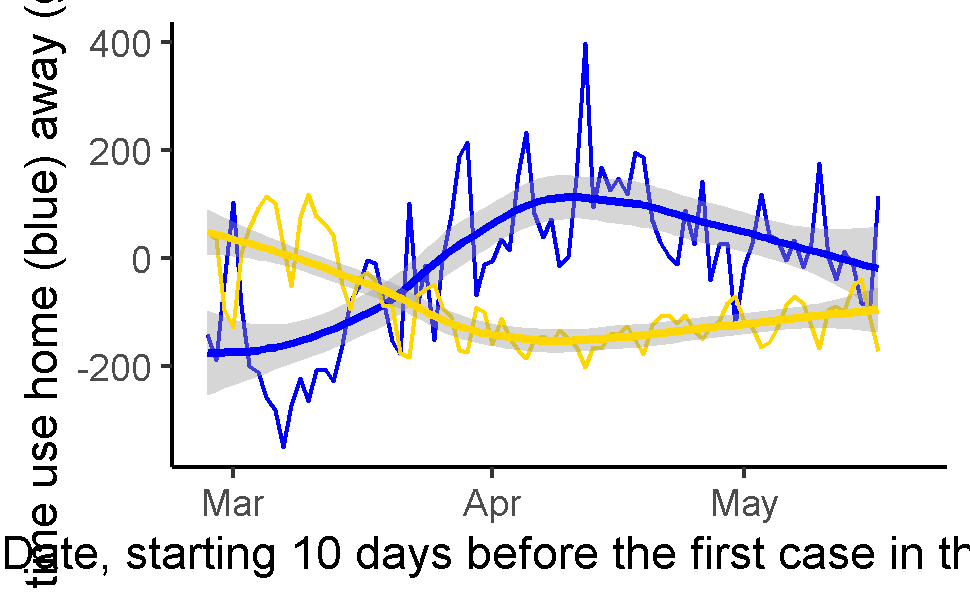 time use home (blue) away (
400
200
0
-200
Mar Apr May
Date, starting 10 days before the first case in th